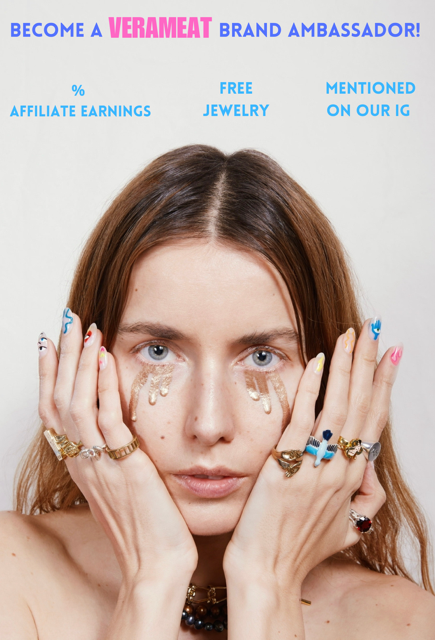 BECOME A VERAMEAT BRAND AMBASSADOR!
%
AFFILIATE EARNINGS
FREE
JEWELRY
MENTIONED
ON OUR IG